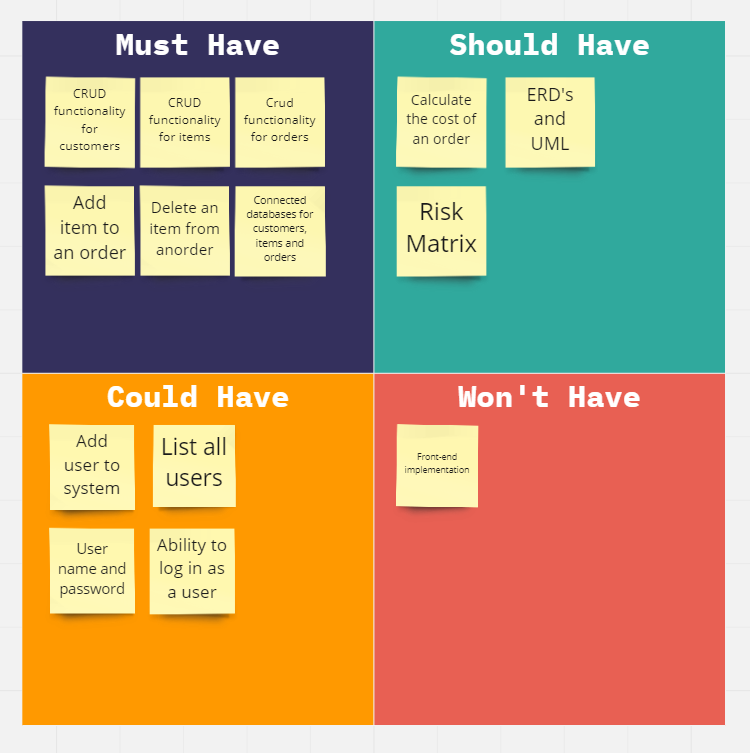 Must Have
CRUD
functionality
for
customers
CRUD
functionality
for items
Crud
functionality
for orders
Add
item to
an order
Delete an
item from
anorder
Connected
databases for
customers,
items and
orders
Should Have
Calculate
the cost of
an order
ERD's
and
UML
Risk
Matrix
Could Have
Add
user to
system
List all
users
User
name and
password
Ability to
log in as
a user
Won't Have
Front-end
implementation